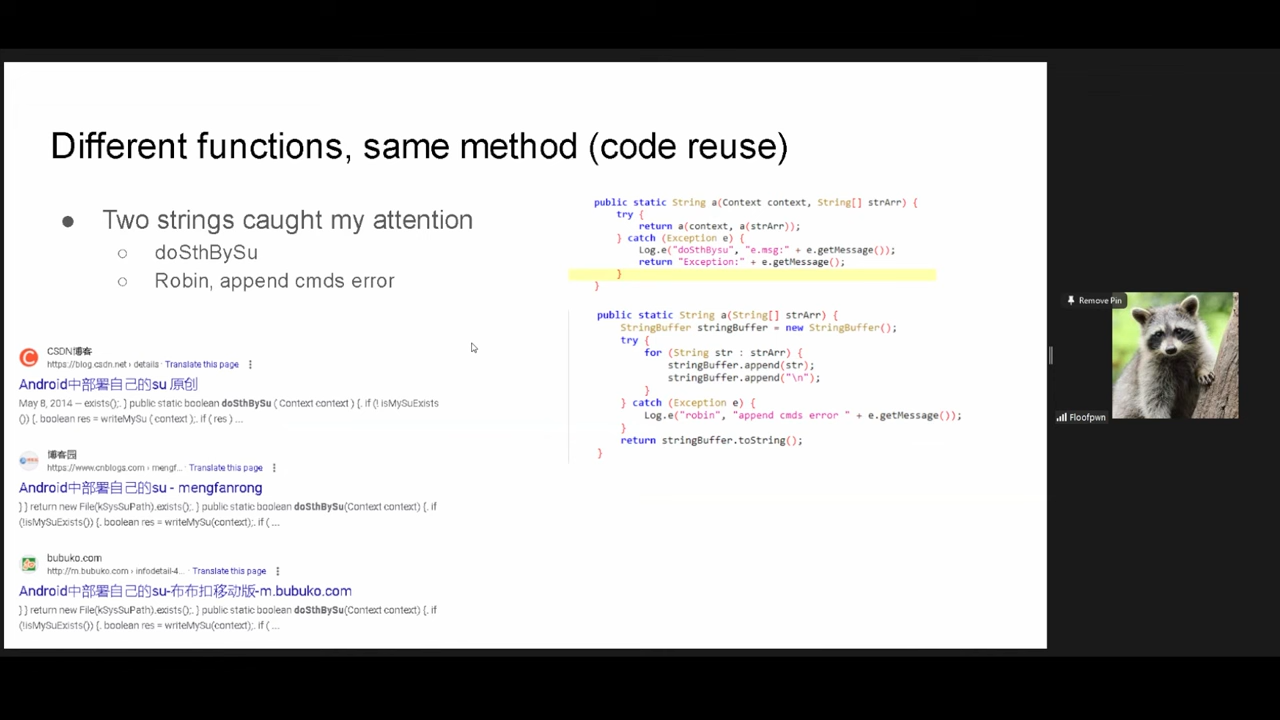 Different functions, same method (code reuse)
● Two strings caught my attention
○ doSthBySu
○ Robin, append cmds error
public static String a(Context context, String[] strArr) {
try {
return a(context, a(strArr));
} catch (Exception e) {
Log.e("doSthBysu", "e.msg:" + e.getMessage());
return "Exception:" + e.getMessage();
}
}
public static String a(String[] strArr) {
StringBuffer stringBuffer = new StringBuffer();
try {
for (String str : strArr) {
stringBuffer.append(str);
stringBuffer.append("\n");
}
} catch (Exception e) {
Log.e("robin", "append cmds error " + e.getMessage());
}
return stringBuffer.toString();
}
CSDN博客
https://blog.csdn.net › details · Translate this page
Android中部署自己的su 原创
May 8, 2014 — exists();. } public static boolean doSthBySu ( Context context ) {. if (! isMySuExists
()) {. boolean res = writeMySu ( context );. if ( res ) ...
博客园
https://www.cnblogs.com › mengf... · Translate this page
Android中部署自己的su - mengfanrong
} } return new File(kSysSuPath).exists();. } public static boolean doSthBySu(Context context) {. if
(!isMySuExists()) {. boolean res = writeMySu(context);. if ( ...
bubuko.com
http://m.bubuko.com › infodetail-4... · Translate this page
Android中部署自己的su-布布扣移动版-m.bubuko.com
} } return new File(kSysSuPath).exists();. } public static boolean doSthBySu(Context context) {. if
(!isMySuExists()) {. boolean res = writeMySu(context);. if ( ...
Remove Pin
Floofpwn